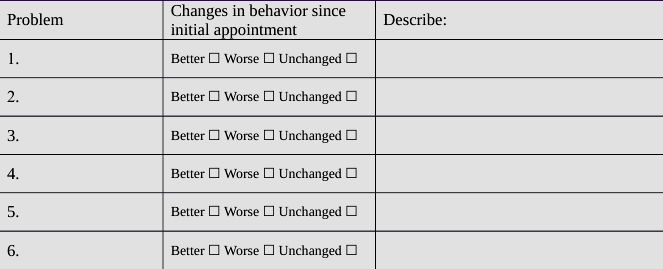 Problem
Changes in behavior since
initial appointment
Describe:
1.
Better ☐ Worse ☐ Unchanged ☐
2.
Better ☐ Worse ☐ Unchanged ☐
3.
Better ☐ Worse ☐ Unchanged ☐
4.
Better ☐ Worse ☐ Unchanged ☐
5.
Better ☐ Worse ☐ Unchanged ☐
6.
Better ☐ Worse ☐ Unchanged ☐